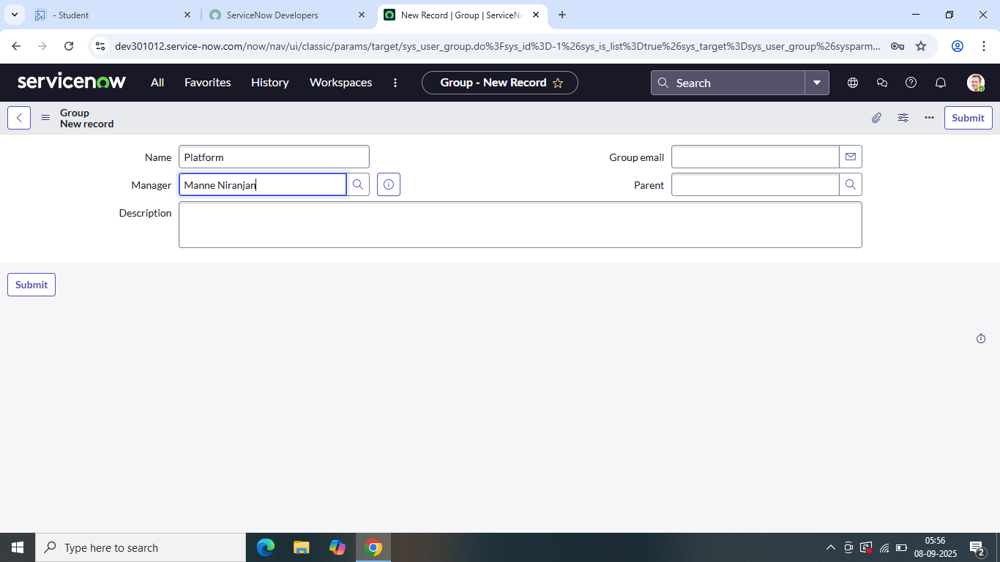 - Student
ServiceNow Developers
New Record | Group | ServiceNo
dev301012.service-now.com/now/nav/ui/classic/params/target/sys_user_group.do%3Fsys_id%3D-1%26sys_is_list%3Dtrue%26sys_target%3Dsys_user_group%26sysparm...
servicenow
All
Favorites
History
Workspaces
Group - New Record
Search
Group
New record
Submit
Name
Platform
Group email
Manager
Manne Niranjan
Parent
Description
Submit
Type here to search
05:56
08-09-2025
2